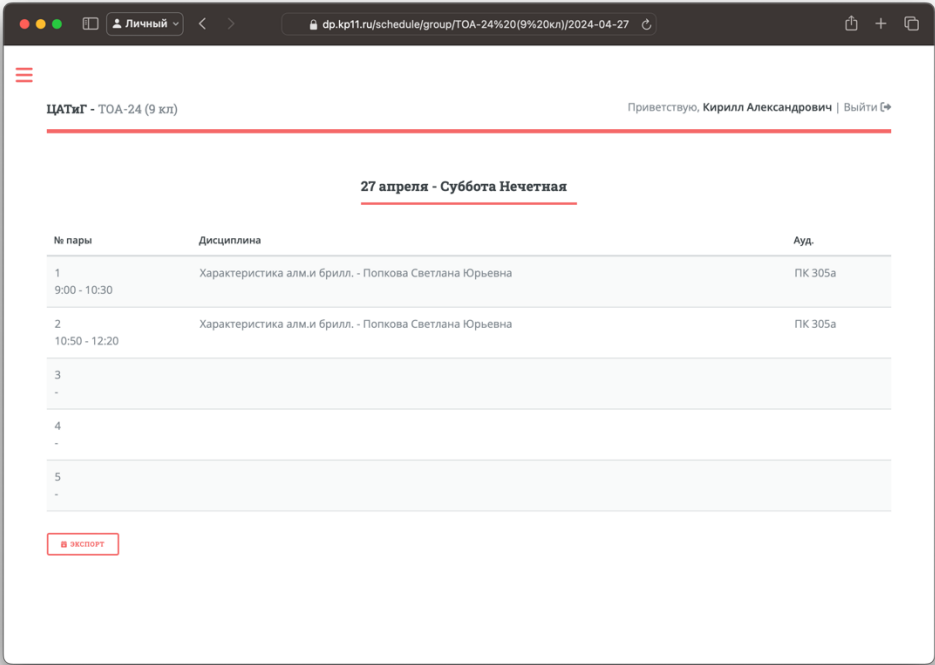 Личный
dp.kp11.ru/schedule/group/ТОА-24%20(9%20кл)/2024-04-27
ЦАТиГ - ТОА-24 (9 кл)
Приветствую, Кирилл Александрович | Выйти
27 апреля - Суббота Нечетная
№ пары Дисциплина Ауд.
1 Характеристика алм.и брилл. - Попкова Светлана Юрьевна ПК 305а
9:00 - 10:30
2 Характеристика алм.и брилл. - Попкова Светлана Юрьевна ПК 305а
10:50 - 12:20
3
-
4
-
5
-
ЭКСПОРТ